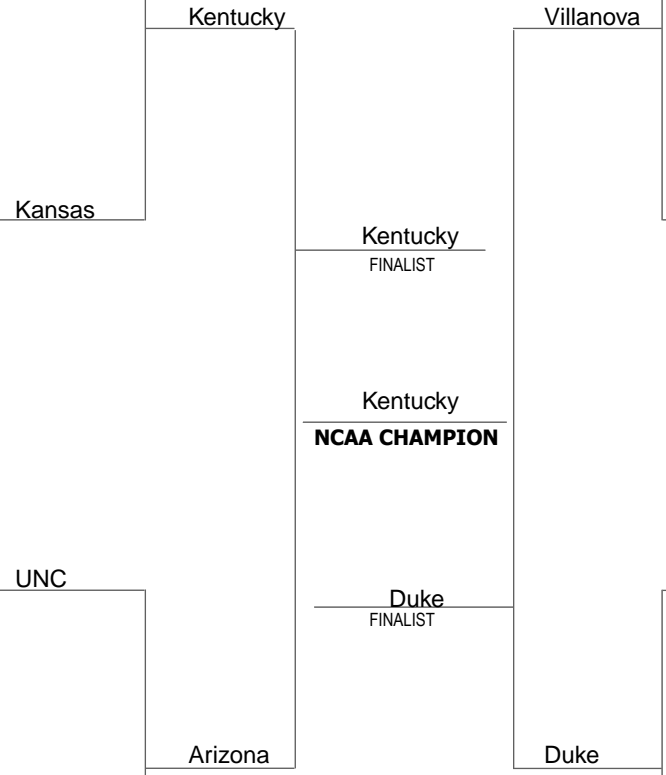 Kentucky
Villanova
Kansas
Kentucky
FINALIST
Kentucky
NCAA CHAMPION
UNC
Duke
FINALIST
Arizona
Duke